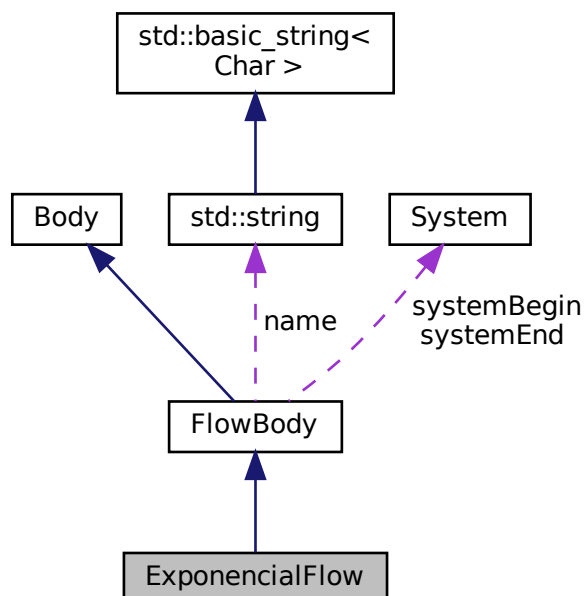 std::basic_string<
Char >
Body
std::string
System
name
systemBegin
systemEnd
FlowBody
ExponencialFlow